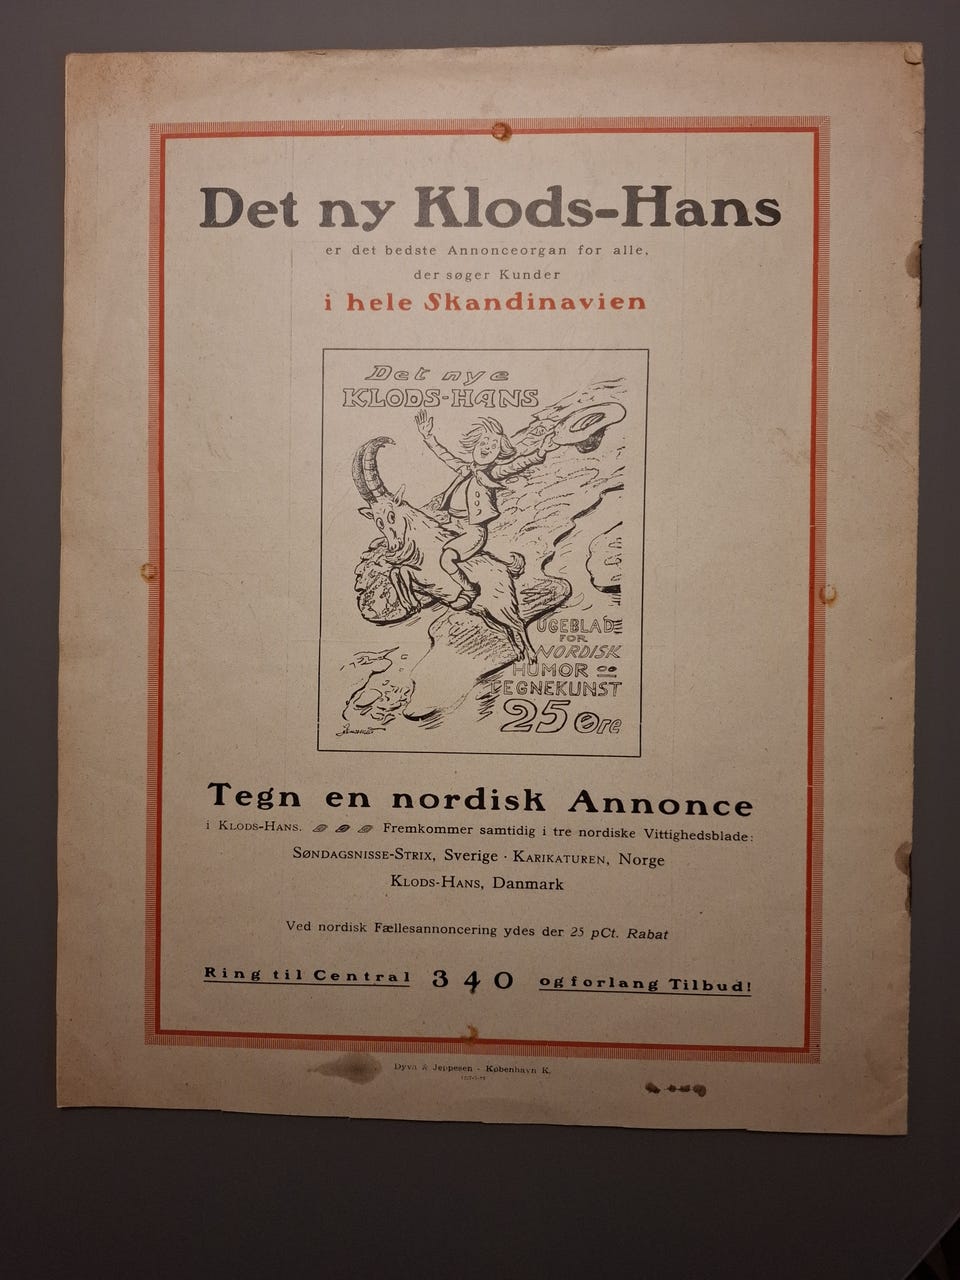 Det ny Klods-Hans
er det bedste Annonceorgan for alle,
der søger Kunder
i hele Skandinavien
Det nye
KLODS-HANS
UGEBLAD
FOR
NORDISK
HUMOR OG
TEGNEKUNST
25 Øre
Tegn en nordisk Annonce
i KLODS-HANS. Fremkommer samtidig i tre nordiske Vittighedsblade:
SØNDAGSNISSE-STRIX, Sverige · KARIKATUREN, Norge
KLODS-HANS, Danmark
Ved nordisk Fællesannoncering ydes der 25 pCt. Rabat
Ring til Central 340 og forlang Tilbud!
Dyva & Jeppesen - København K.